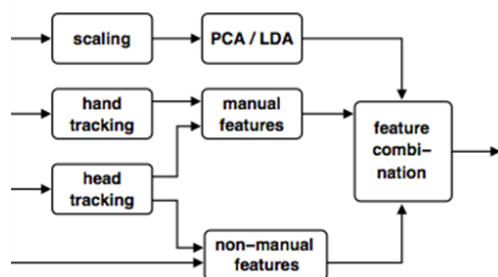 scaling
PCA / LDA
hand
tracking
manual
features
feature
combi–
nation
head
tracking
non–manual
features